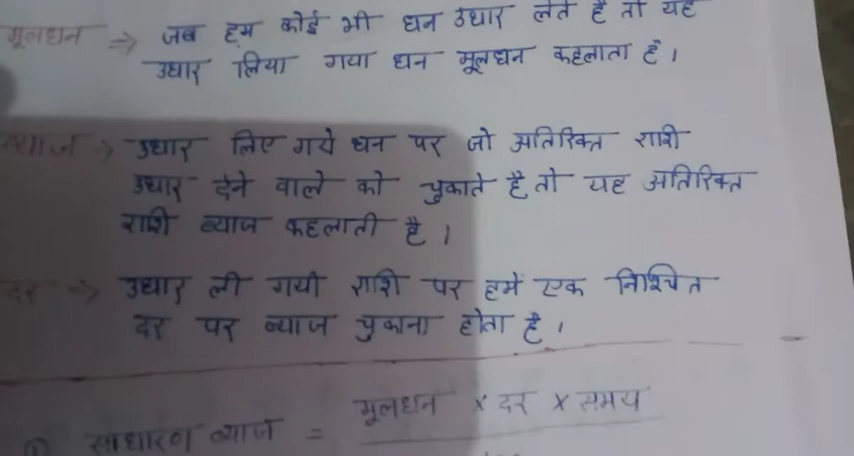 मूलधन ⇒ जब हम कोई भी धन उधार लेते है तो यह
उधार लिया गया धन मूलधन कहलाता है।
ब्याज → उधार लिए गये धन पर जो अतिरिक्त राशी
उधार देने वाले को चुकाते है तो यह अतिरिक्त
राशी ब्याज कहलाती है।
दर → उधार ली गयी राशि पर हमें एक निश्चित
दर पर ब्याज चुकाना होता है।
मूलधन × दर × समय
साधारण ब्याज =